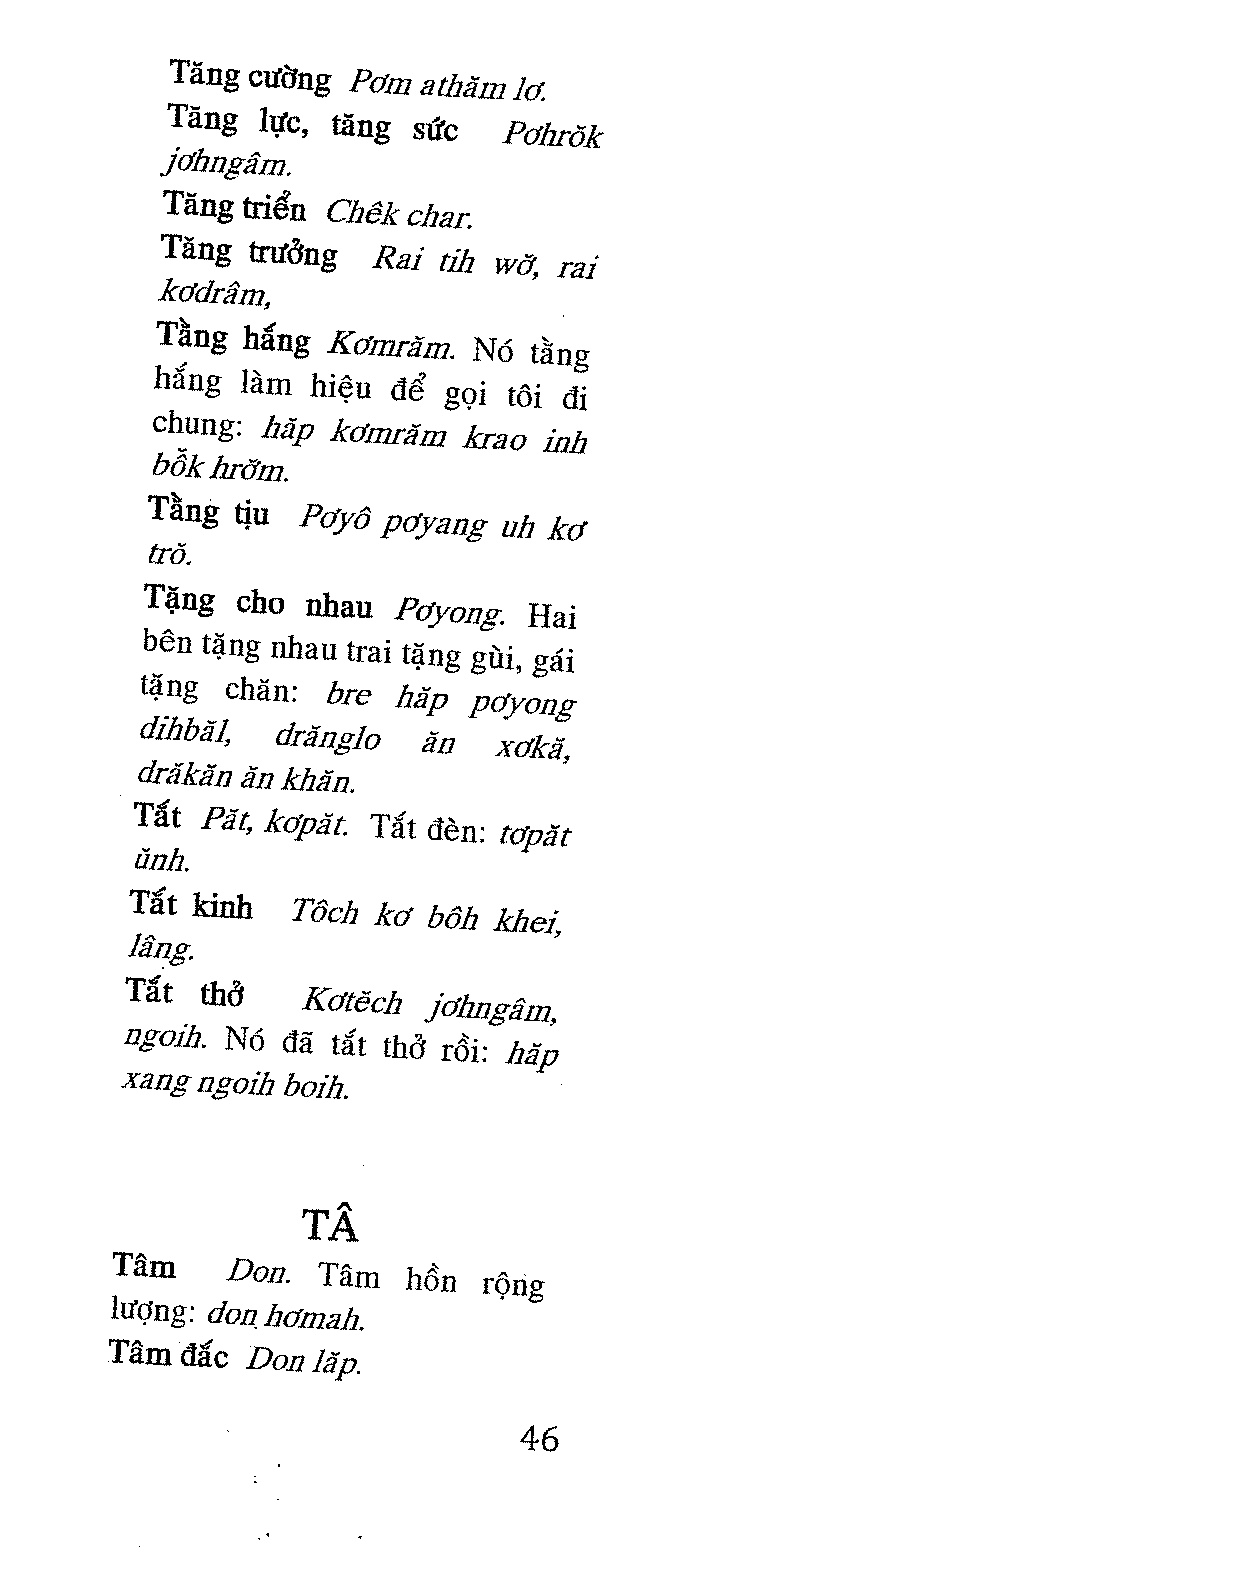 Tăng cường Pơm athăm lơ.
Tăng lực, tăng sức Pơhrŏk
jơhngâm.
Tăng triển Chêk char.
Tăng trưởng Rai tih wơ̆, rai
kơdrâm,
Tằng hắng Kơmrăm. Nó tằng
hắng làm hiệu để gọi tôi đi
chung: hăp kơmrăm krao inh
bô̆k hrơ̆m.
Tằng tịu Pơyô pơyang uh kơ
trŏ.
Tặng cho nhau Pơyong. Hai
bên tặng nhau trai tặng gùi, gái
tặng chăn: bre hăp pơyong
dihbăl, drănglo ăn xơkă,
drăkăn ăn khăn.
Tắt Păt, kơpăt. Tắt đèn: tơpăt
ŭnh.
Tắt kinh Tôch kơ bôh khei,
lâng.
Tắt thở Kơtĕch jơhngâm,
ngoih. Nó đã tắt thở rồi: hăp
xang ngoih boih.
TÂ
Tâm Don. Tâm hồn rộng
lượng: don hơmah.
Tâm đắc Don lăp.
46